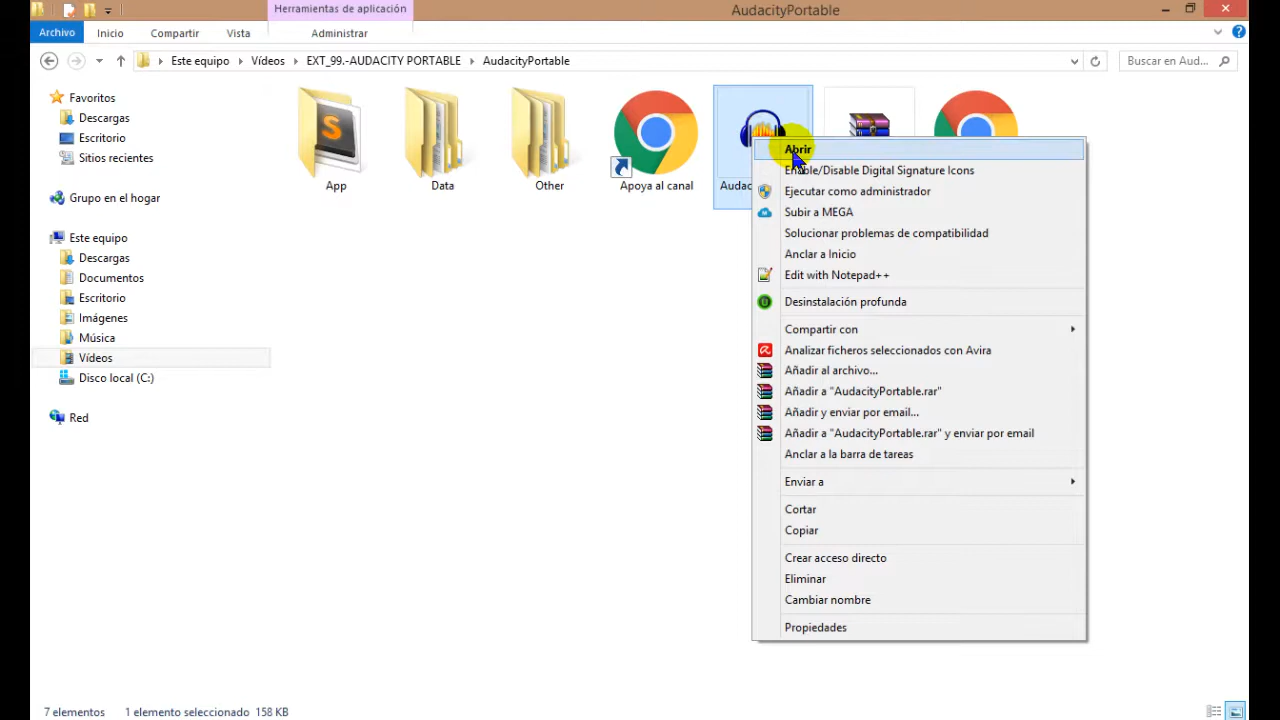 Herramientas de aplicación
AudacityPortable
Archivo
Inicio
Compartir
Vista
Administrar
Este equipo
Vídeos
EXT_99.-AUDACITY PORTABLE
AudacityPortable
Buscar en Aud...
Favoritos
Descargas
Escritorio
Sitios recientes
Grupo en el hogar
Este equipo
Descargas
Documentos
Escritorio
Imágenes
Música
Vídeos
Disco local (C:)
Red
App
Data
Other
Apoya al canal
Abrir
Enable/Disable Digital Signature Icons
Ejecutar como administrador
Subir a MEGA
Solucionar problemas de compatibilidad
Anclar a Inicio
Edit with Notepad++
Desinstalación profunda
Compartir con
Analizar ficheros seleccionados con Avira
Añadir al archivo...
Añadir a "AudacityPortable.rar"
Añadir y enviar por email...
Añadir a "AudacityPortable.rar" y enviar por email
Anclar a la barra de tareas
Enviar a
Cortar
Copiar
Crear acceso directo
Eliminar
Cambiar nombre
Propiedades
7 elementos
1 elemento seleccionado 158 KB